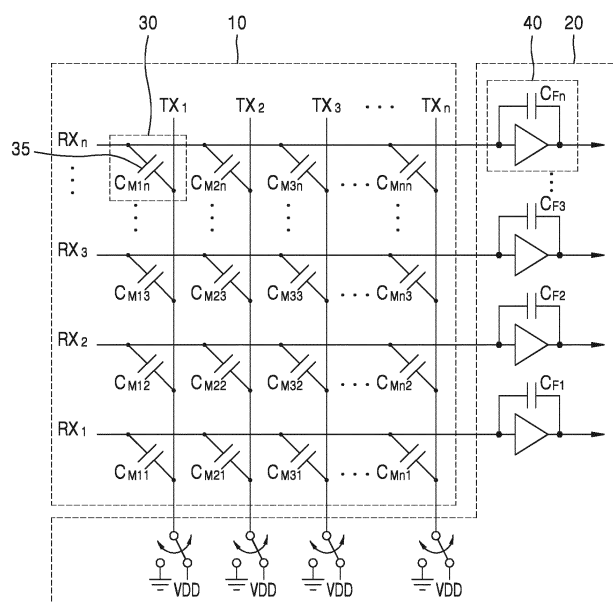 30 10 40 20
TX1 TX2 TX3 ··· TXn
CFn
RXn
35
CM1n CM2n CM3n ··· CMnn
CF3
RX3
CM13 CM23 CM33 ··· CMn3
CF2
RX2
CM12 CM22 CM32 ··· CMn2
CF1
RX1
CM11 CM21 CM31 ··· CMn1
VDD VDD VDD VDD